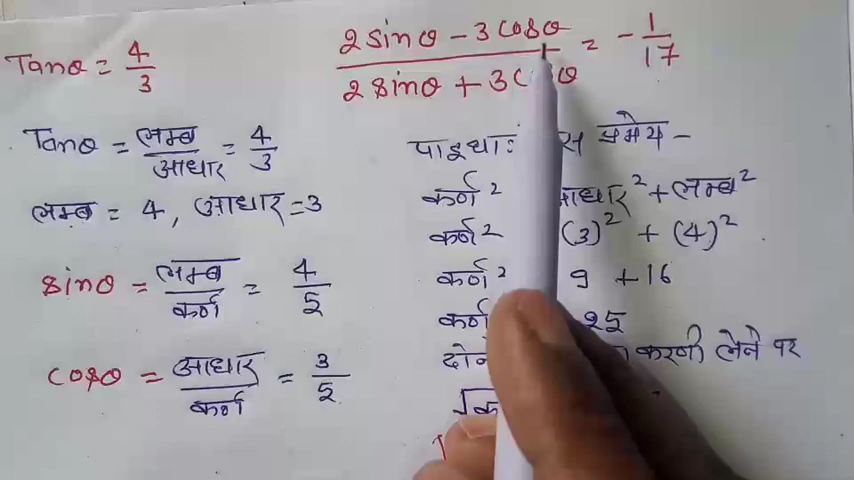 Tanθ = 4/3
2sinθ - 3cosθ / 2sinθ + 3cosθ = - 1/17
Tanθ = लम्ब/आधार = 4/3
लम्ब = 4, आधार = 3
sinθ = लम्ब/कर्ण = 4/5
cosθ = आधार/कर्ण = 3/5
प्रमेय -
कर्ण² आधार² + लम्ब²
कर्ण² (3)² + (4)²
कर्ण² 9 + 16
कर्ण 25
करणी लेने पर